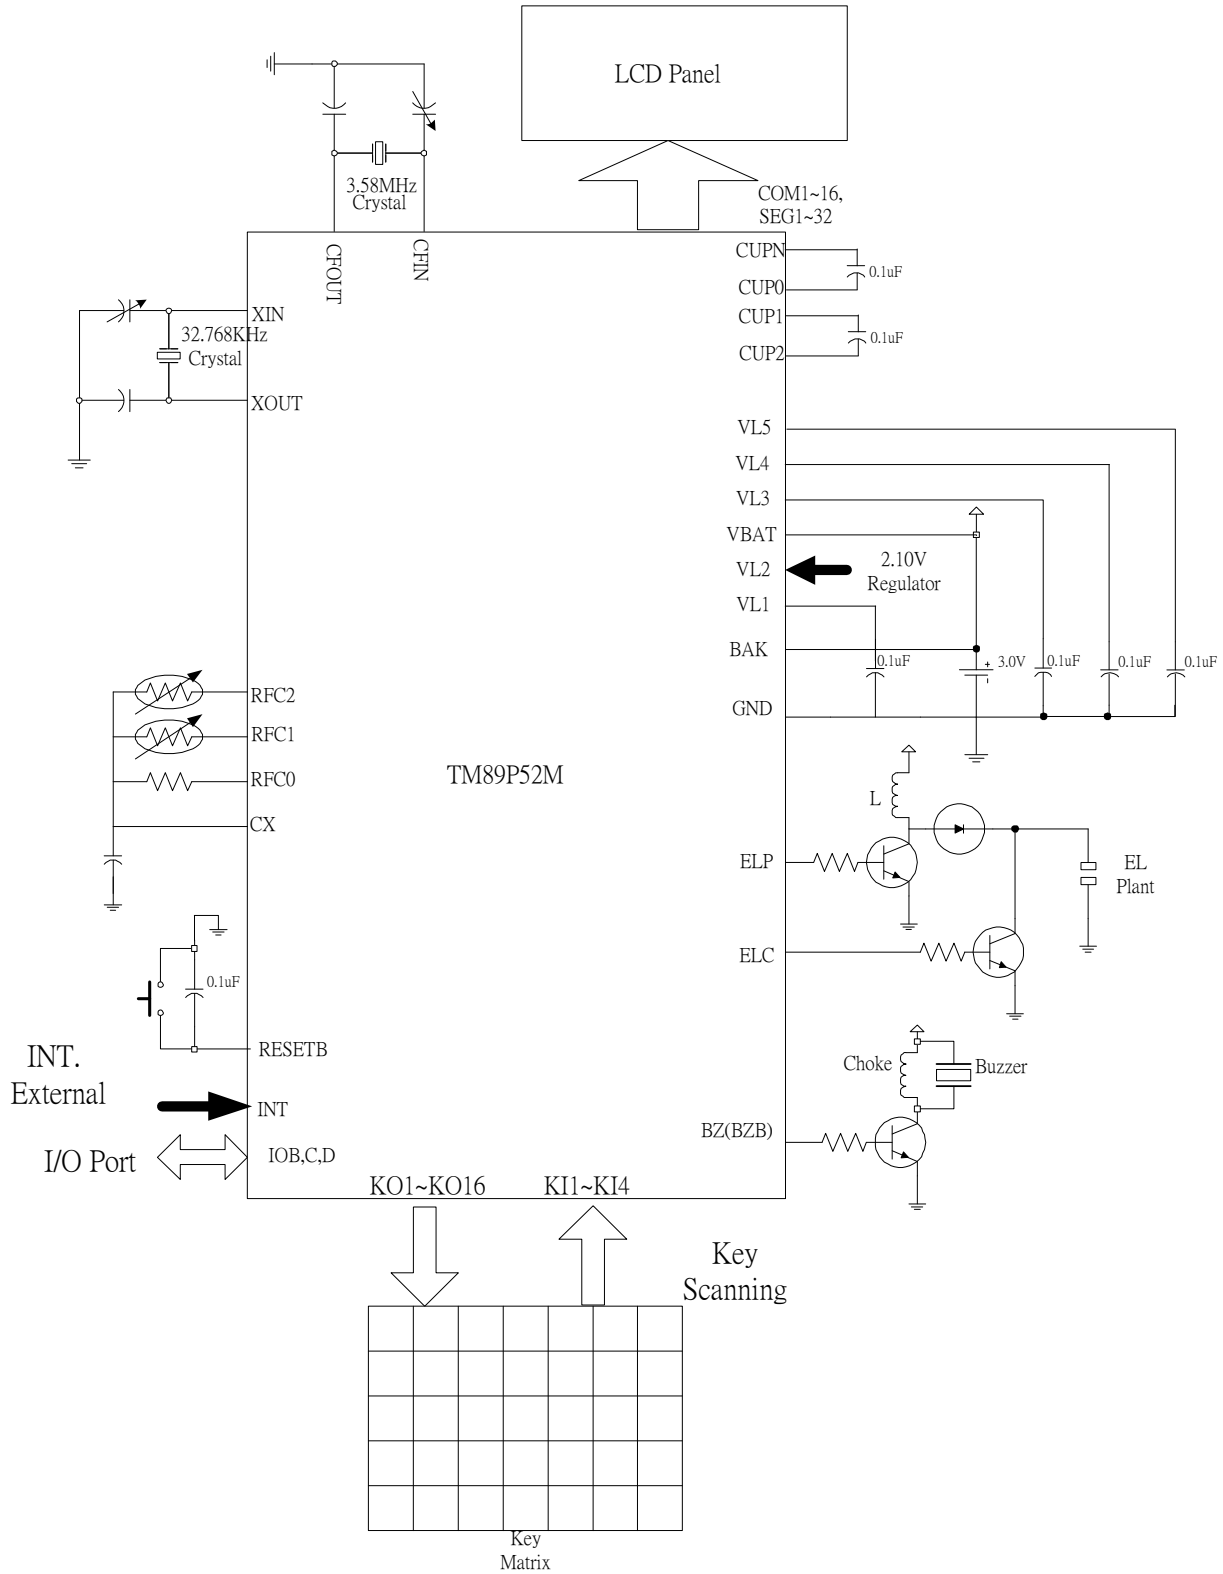 LCD Panel
3.58MHz
Crystal
COM1~16,
SEG1~32
CFOUT
CFIN
CUPN
0.1uF
CUP0
XIN
CUP1
32.768KHz
Crystal
0.1uF
CUP2
XOUT
VL5
VL4
VL3
VBAT
VL2
2.10V
Regulator
VL1
BAK
0.1uF
+
3.0V
-
0.1uF
0.1uF
0.1uF
RFC2
GND
RFC1
RFC0
TM89P52M
L
CX
ELP
EL
Plant
ELC
0.1uF
RESETB
INT.
External
Choke
Buzzer
INT
BZ(BZB)
I/O Port
IOB,C,D
KO1~KO16
KI1~KI4
Key
Scanning
Key
Matrix